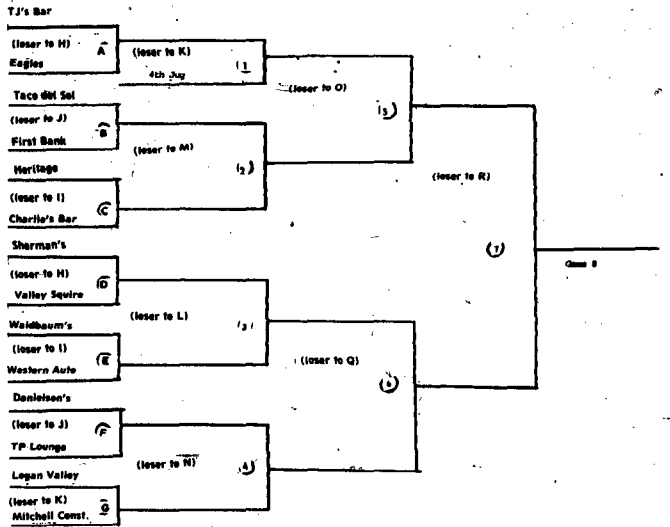 TJ's Bar
(loser to H)
A
Eagles
(loser to K)
4th Jug
1
(loser to O)
5
Taco del Sol
(loser to J)
B
First Bank
(loser to M)
2
Heritage
(loser to I)
C
Charlie's Bar
(loser to R)
7
Game 8
Sherman's
(loser to H)
D
Valley Squire
(loser to L)
3
Waldbaum's
(loser to I)
E
Western Auto
(loser to Q)
6
Danielson's
(loser to J)
F
TP Lounge
(loser to N)
4
Logan Valley
(loser to K)
G
Mitchell Const.